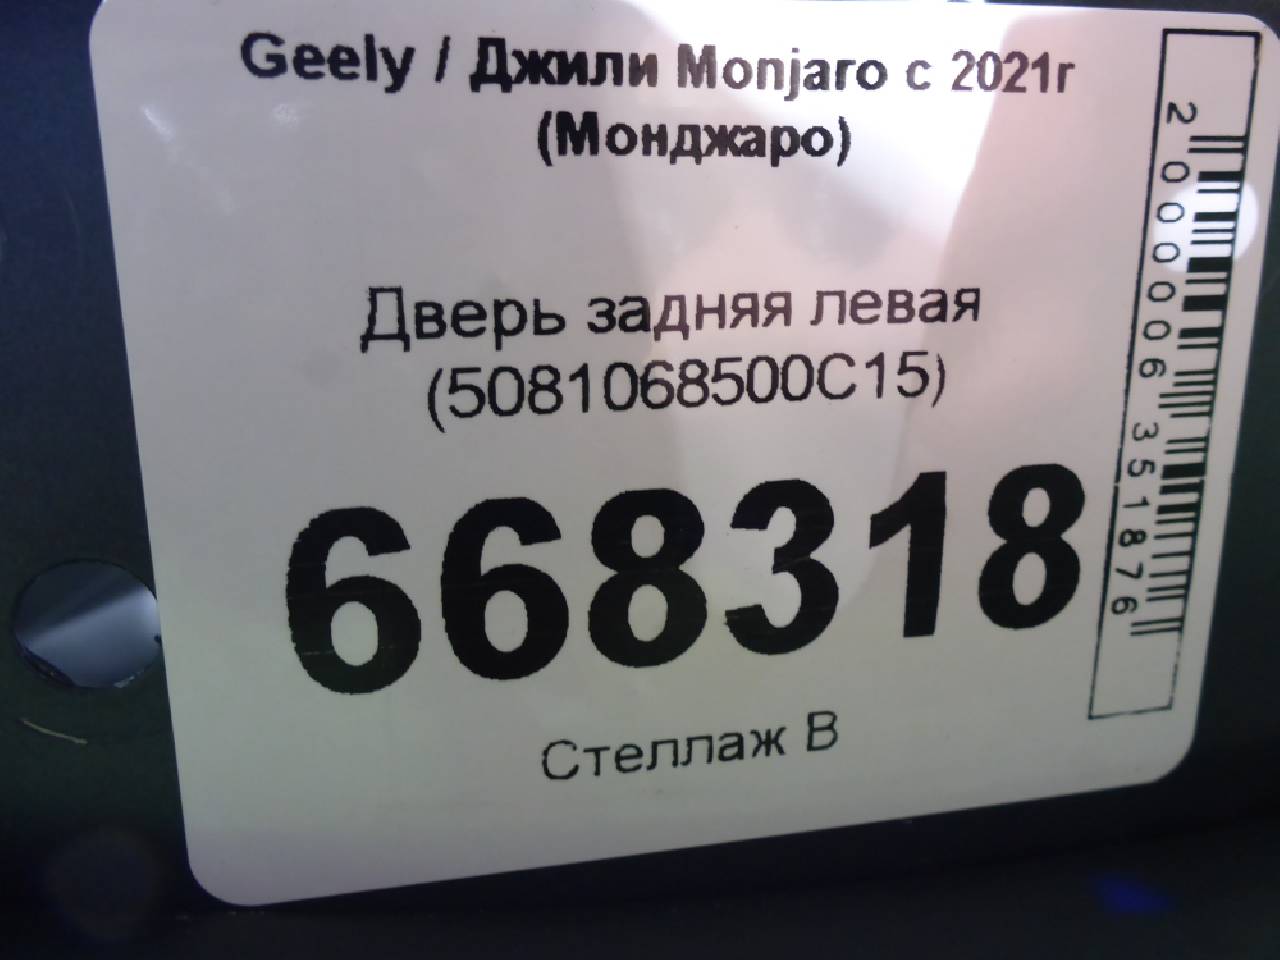 Geely / Джили Monjaro с 2021г
(Монджаро)
Дверь задняя левая
(5081068500C15)
668318
Стеллаж В
2000006351876